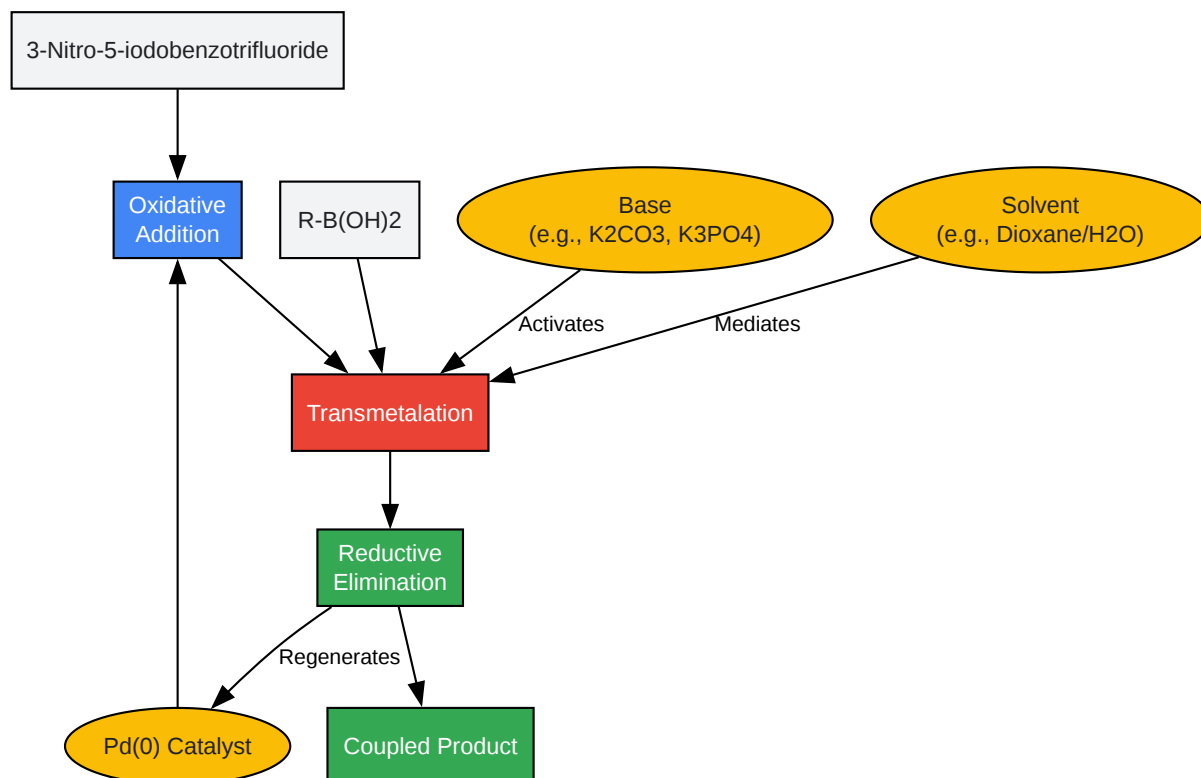 3-Nitro-5-iodobenzotrifluoride
Oxidative
Addition
R-B(OH)2
Base
(e.g., K2CO3, K3PO4)
Solvent
(e.g., Dioxane/H2O)
Activates
Mediates
Transmetalation
Reductive
Elimination
Regenerates
Pd(0) Catalyst
Coupled Product